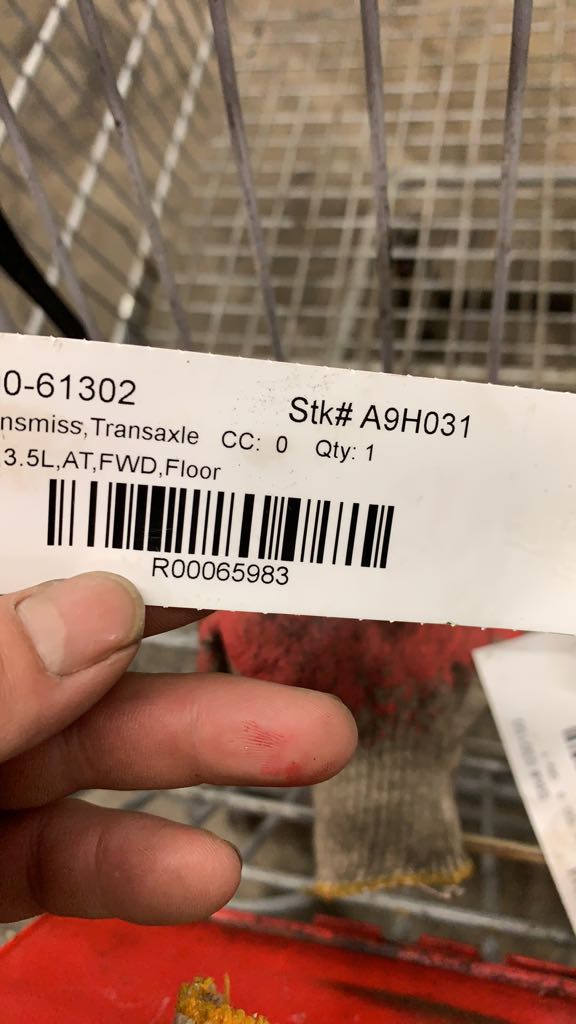 0-61302
Stk# A9H031
nsmiss,Transaxle CC: 0 Qty: 1
3.5L,AT,FWD,Floor
R00065983